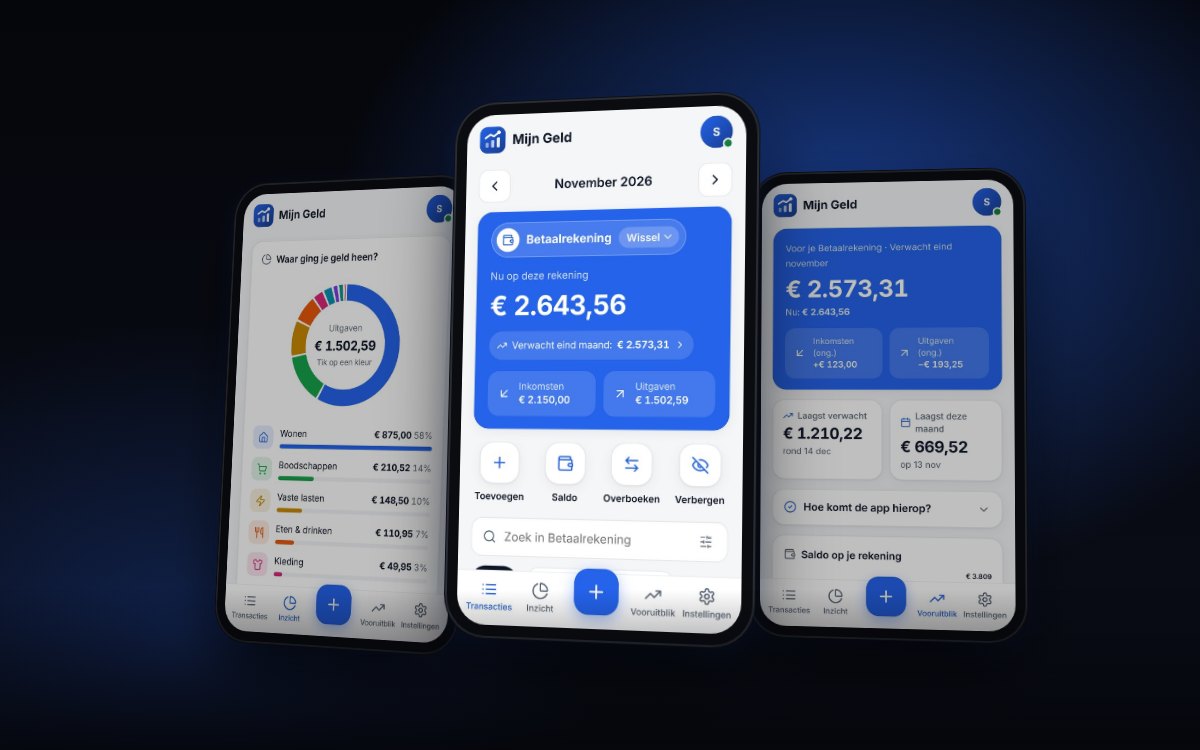 Mijn Geld
S
Waar ging je geld heen?
Uitgaven
€ 1.502,59
Tik op een kleur
Wonen
€ 875,00 58%
Boodschappen
€ 210,52 14%
Vaste lasten
€ 148,50 10%
Eten & drinken
€ 110,95 7%
Kleding
€ 49,95 3%
Transacties
Inzicht
Vooruitblik
Instellingen
Mijn Geld
S
November 2026
Betaalrekening
Wissel
Nu op deze rekening
€ 2.643,56
Verwacht eind maand: € 2.573,31
Inkomsten
€ 2.150,00
Uitgaven
€ 1.502,59
Toevoegen
Saldo
Overboeken
Verbergen
Zoek in Betaalrekening
Transacties
Inzicht
Vooruitblik
Instellingen
Mijn Geld
S
Voor je Betaalrekening · Verwacht eind
november
€ 2.573,31
Nu: € 2.643,56
Inkomsten
(ong.)
+€ 123,00
Uitgaven
(ong.)
−€ 193,25
Laagst verwacht
€ 1.210,22
rond 14 dec
Laagst deze
maand
€ 669,52
op 13 nov
Hoe komt de app hierop?
Saldo op je rekening
€ 3.809
Transacties
Inzicht
Vooruitblik
Instellingen